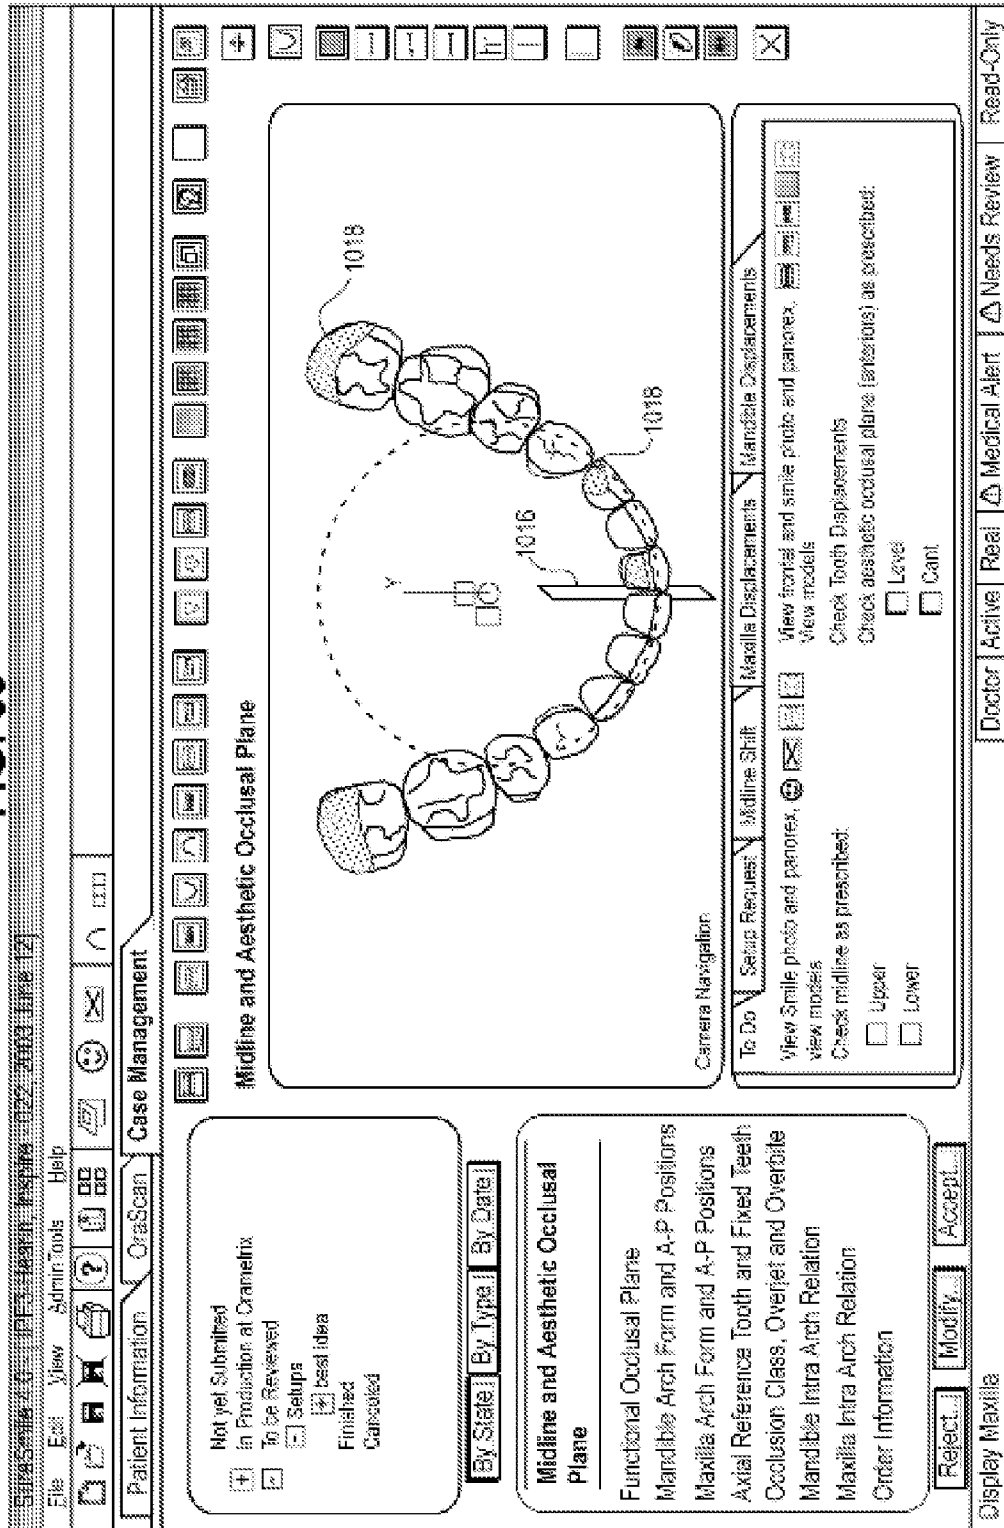 File Edit View Admin Tools Help
Patient Information OraScan Case Management
Not yet Submitted
+ In Production at Orametrix
- To be Reviewed
- Setups
+ best idea
Finished
Canceled
By State By Type By Date
Midline and Aesthetic Occlusal
Plane
Functional Occlusal Plane
Mandible Arch Form and A-P Positions
Maxilla Arch Form and A-P Positions
Axial Reference Tooth and Fixed Teeth
Occlusion Class, Overjet and Overbite
Mandible Intra Arch Relation
Maxilla Intra Arch Relation
Order Information
Reject... Modify... Accept...
Midline and Aesthetic Occlusal Plane
Y
1016
1018
1018
Camera Navigation
To Do Setup Request Midline Shift Maxilla Displacements Mandible Displacements
View Smile photo and panorex,
view models
Check midline as prescribed:
Upper
Lower
View frontal and smile photo and panorex,
View models
Check Tooth Displacements
Check aesthetic occlusal plane (anteriors) as prescribed:
Level
Cant
Display Maxilla Doctor Active Real Medical Alert Needs Review Read-Only